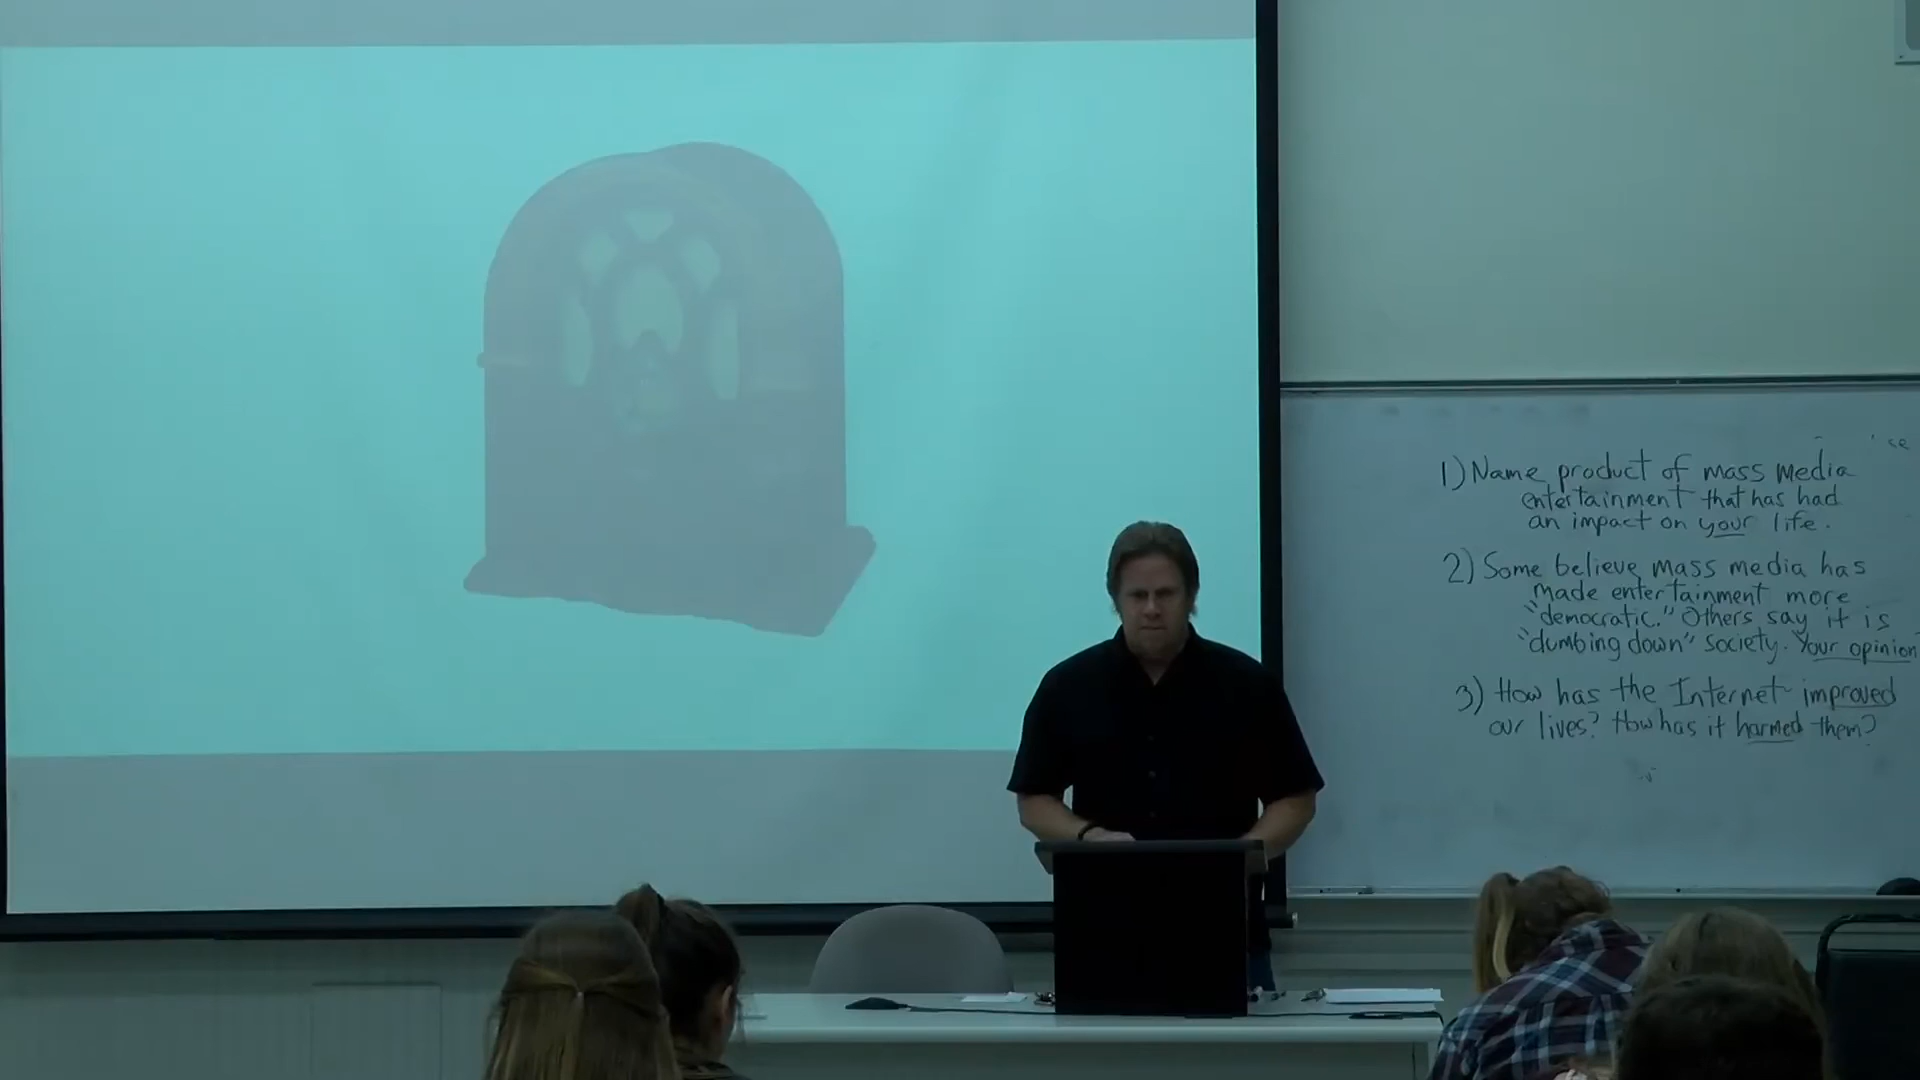 1) Name product of mass media
entertainment that has had
an impact on your life.
2) Some believe mass media has
made entertainment more
"democratic." Others say it is
"dumbing down" society. Your opinion
3) How has the Internet improved
our lives? How has it harmed them?